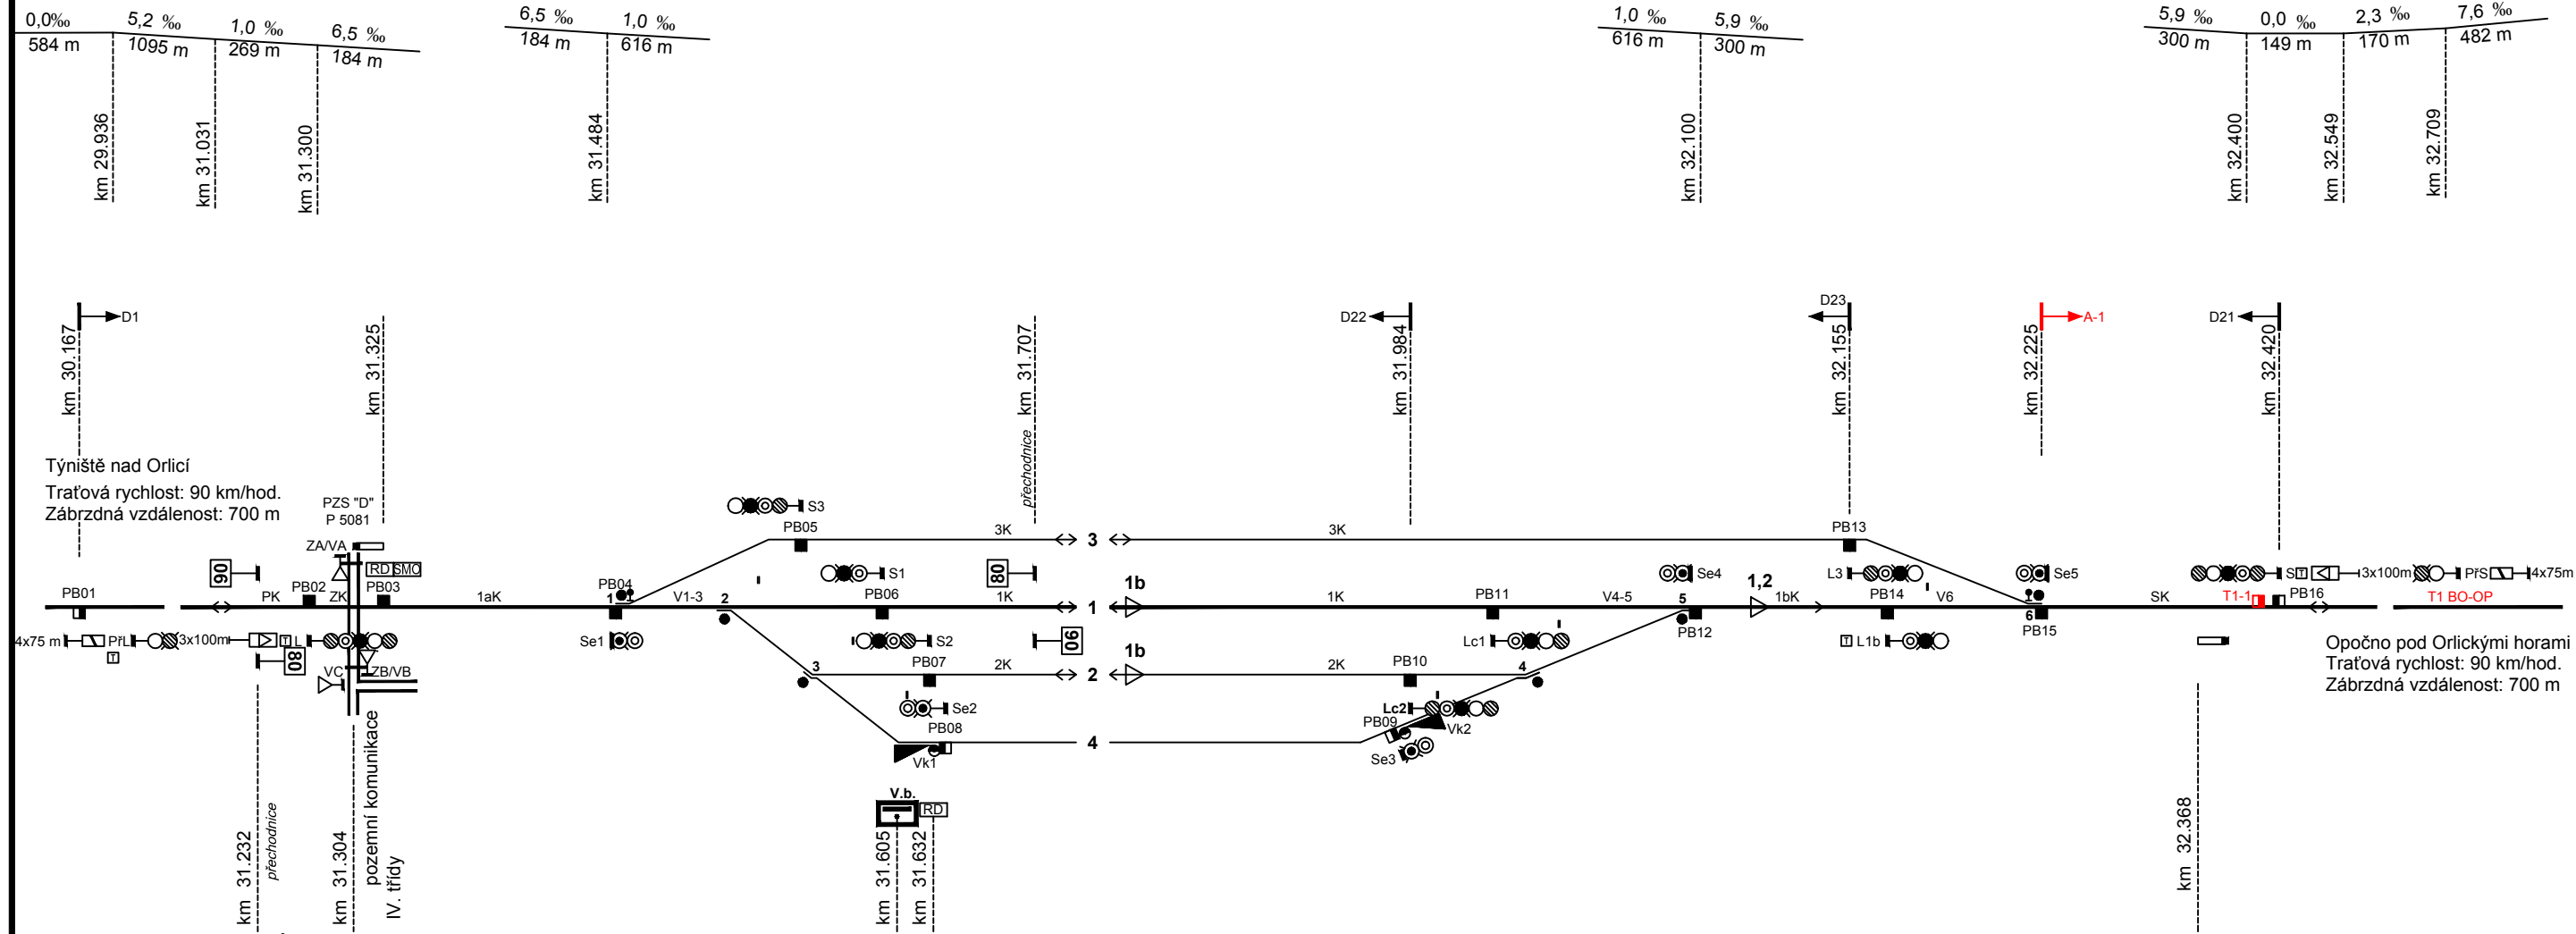 0,0‰ 5,2 ‰ 1,0 ‰ 6,5 ‰
584 m 1095 m 269 m 184 m
6,5 ‰ 1,0 ‰
184 m 616 m
1,0 ‰ 5,9 ‰
616 m 300 m
5,9 ‰ 0,0 ‰ 2,3 ‰ 7,6 ‰
300 m 149 m 170 m 482 m
km 29.936
km 31.031
km 31.300
km 31.484
km 32.100
km 32.400
km 32.549
km 32.709
D1
D22
D23
A-1
D21
km 30.167
km 31.325
km 31.707
přechodnice
km 31.984
km 32.155
km 32.225
km 32.420
Týniště nad Orlicí
Traťová rychlost: 90 km/hod.
Zábrzdná vzdálenost: 700 m
PZS "D"
P 5081
ZA/VA
RD SMO
S3
PB05
3K
3
3K
PB13
90
S1
80
1b
Se4
1,2
L3
Se5
S T
3x100m
PřS
4x75m
PB01
PK
PB02
ZK
PB03
1aK
PB04
1
V1-3
2
PB06
1K
1
1K
PB11
V4-5
5
PB12
1bK
PB14
V6
6
PB15
SK
T1-1
PB16
T1 BO-OP
4x75 m
PřL
T
3x100m
T L
80
Se1
S2
90
1b
Lc1
T L1b
VC
ZB/VB
3
PB07
2K
2
2K
PB10
4
Se2
PB08
Vk1
4
Lc2
PB09
Vk2
Se3
Opočno pod Orlickými horami
Traťová rychlost: 90 km/hod.
Zábrzdná vzdálenost: 700 m
V.b.
RD
km 31.232
přechodnice
km 31.304
pozemní komunikace
IV. třídy
km 31.605
km 31.632
km 32.368